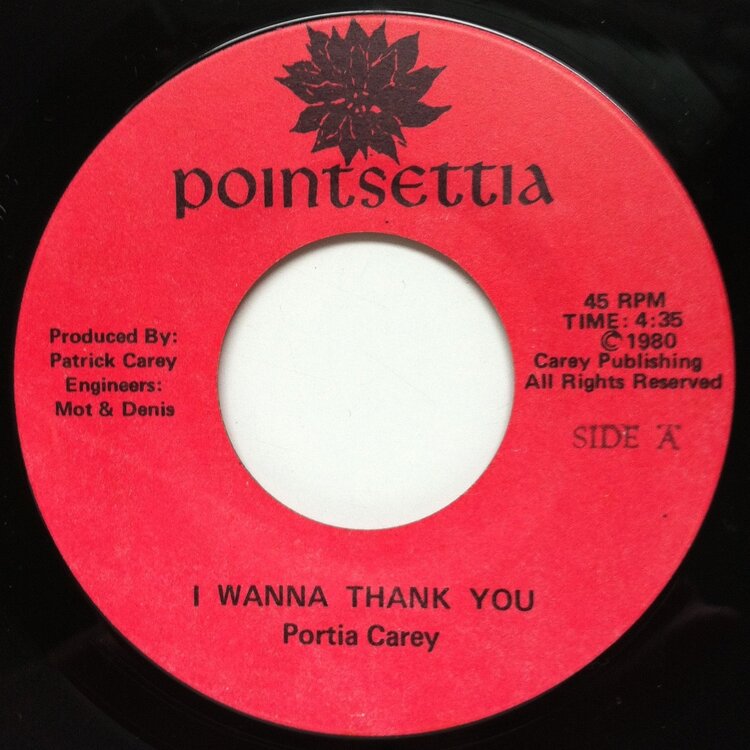 POINTSETTIA
Produced By:
Patrick Carey
Engineers:
Mot & Denis
45 RPM
TIME: 4:35
©1980
Carey Publishing
All Rights Reserved
SIDE A
I WANNA THANK YOU
Portia Carey